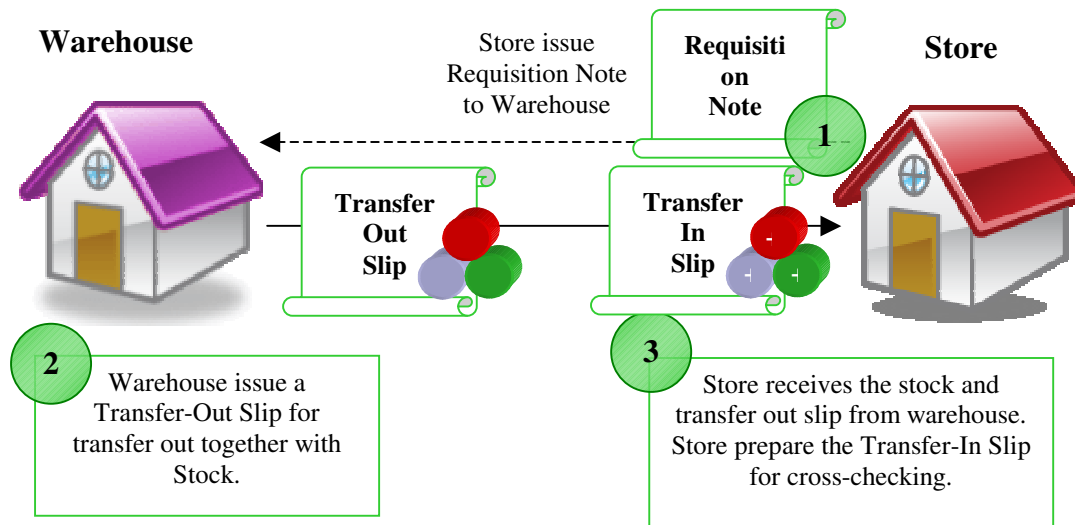 Warehouse
Store issue
Requisition Note
to Warehouse
Requisiti
on
Note
Store
1
Transfer
Out
Slip
Transfer
In
Slip
2
Warehouse issue a
Transfer-Out Slip for
transfer out together with
Stock.
3
Store receives the stock and
transfer out slip from warehouse.
Store prepare the Transfer-In Slip
for cross-checking.